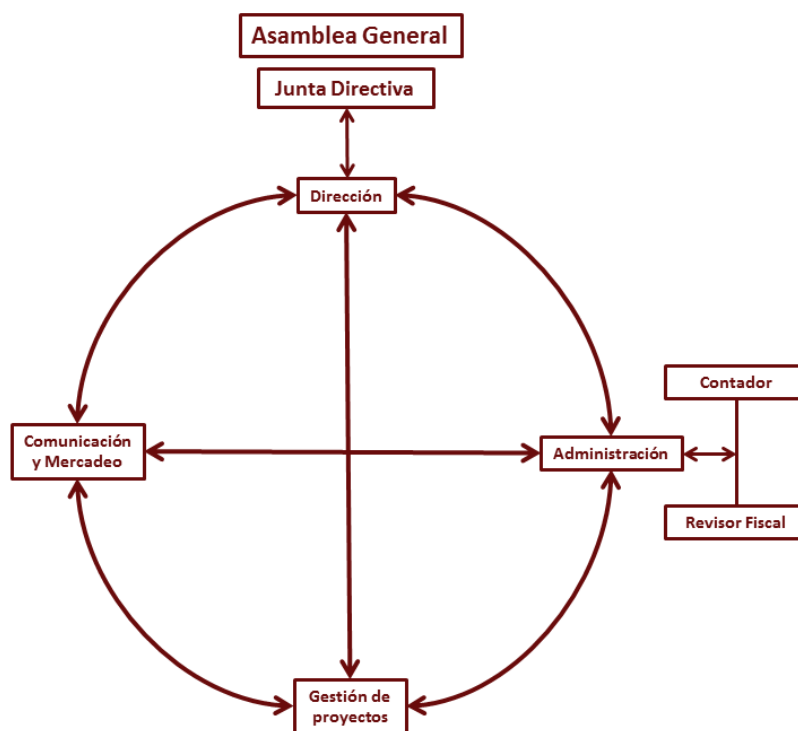 Asamblea General
Junta Directiva
Dirección
Contador
Comunicación
y Mercadeo
Administración
Revisor Fiscal
Gestión de
proyectos